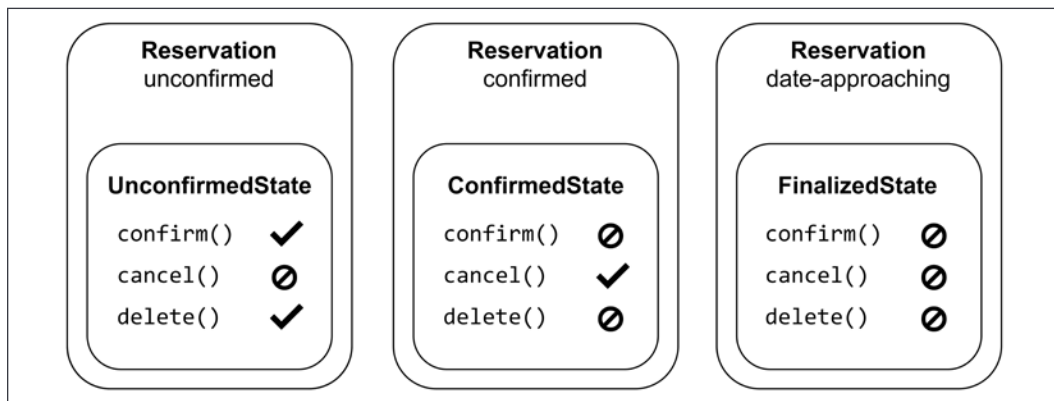 Reservation
unconfirmed
UnconfirmedState
confirm()
cancel()
delete()
Reservation
confirmed
ConfirmedState
confirm()
cancel()
delete()
Reservation
date-approaching
FinalizedState
confirm()
cancel()
delete()